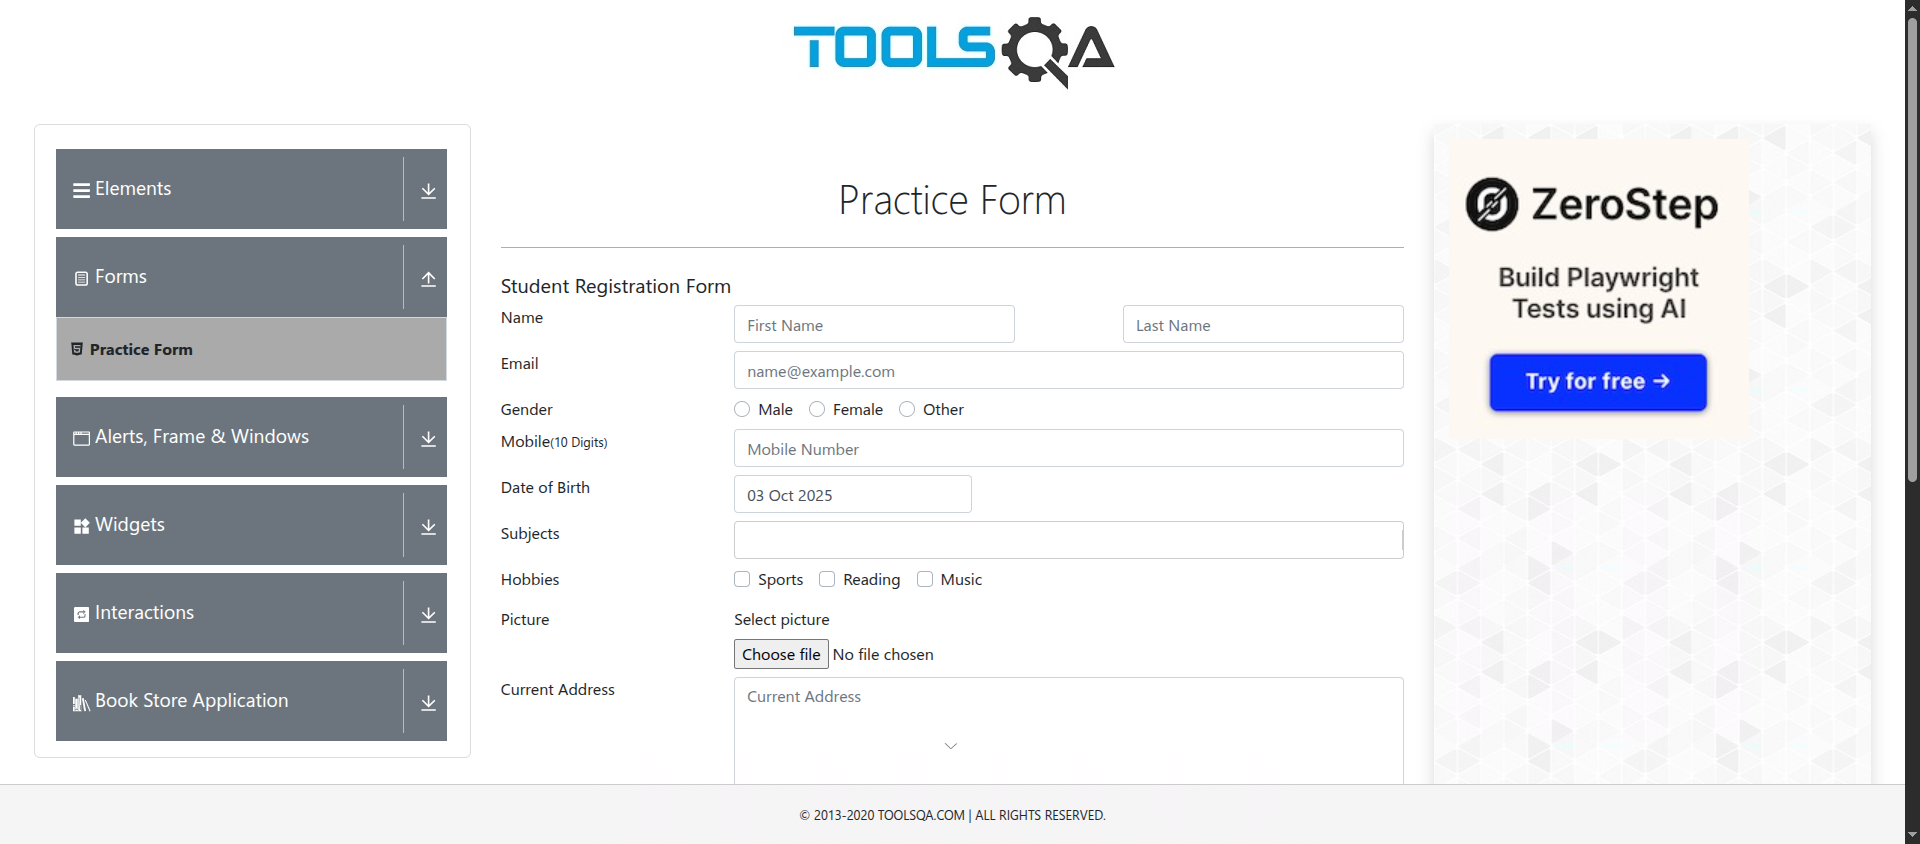 TOOLSQA
Elements
Forms
Practice Form
Alerts, Frame & Windows
Widgets
Interactions
Book Store Application
Practice Form
Student Registration Form
Name First Name Last Name
Email name@example.com
Gender Male Female Other
Mobile(10 Digits) Mobile Number
Date of Birth 03 Oct 2025
Subjects
Hobbies Sports Reading Music
Picture Select picture
Choose file No file chosen
Current Address Current Address
ZeroStep
Build Playwright
Tests using AI
Try for free →
© 2013-2020 TOOLSQA.COM | ALL RIGHTS RESERVED.